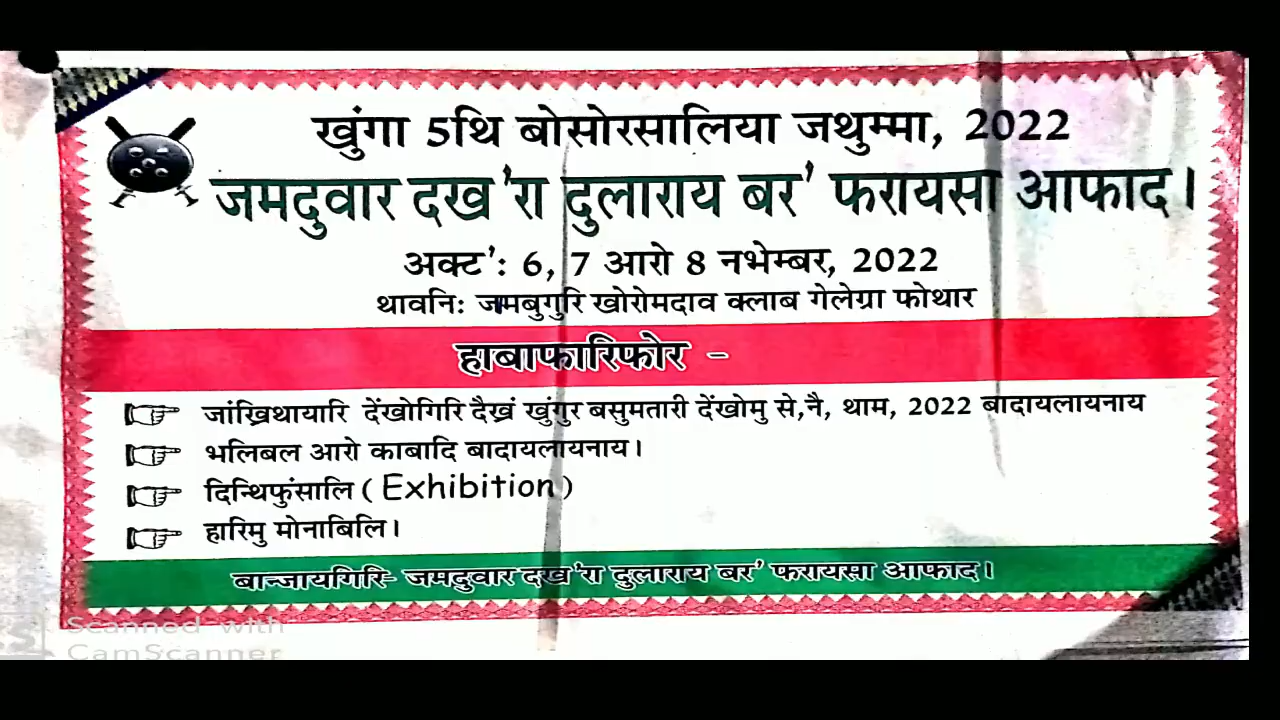 खुंगा 5थि बोसोरसालिया जथुम्मा, 2022
जमदुवार दख'रा दुलाराय बर' फरायसा आफाद।
अक्ट': 6, 7 आरो 8 नभेम्बर, 2022
थावनिः जमबुगुरि खोरोमदाव क्लाब गेलेग्रा फोथार
हाबाफारिफोर -
जांख्रिथायारि देंखोगिरि दैख्रं खुंगुर बसुमतारी देंखोमु से,नै, थाम, 2022 बादायलायनाय
भलिबल आरो काबादि बादायलायनाय।
दिन्थिफुंसालि ( Exhibition )
हारिमु मोनाबिलि।
बान्जायगिरि- जमदुवार दख'रा दुलाराय बर' फरायसा आफाद।
Scanned with
CamScanner